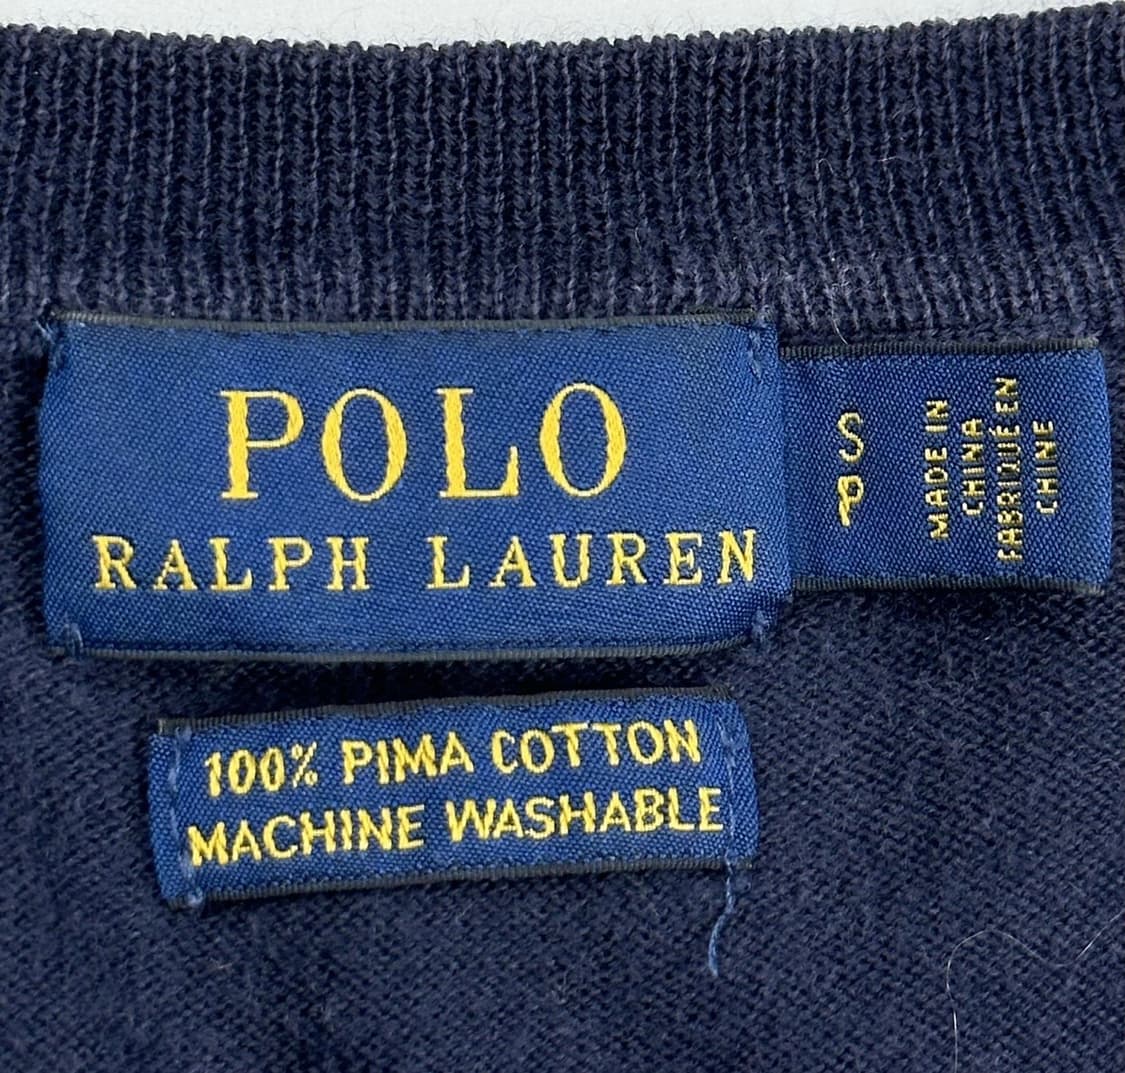 POLO
RALPH LAUREN
S
P
MADE IN
CHINA
FABRIQUÉ EN
CHINE
100% PIMA COTTON
MACHINE WASHABLE